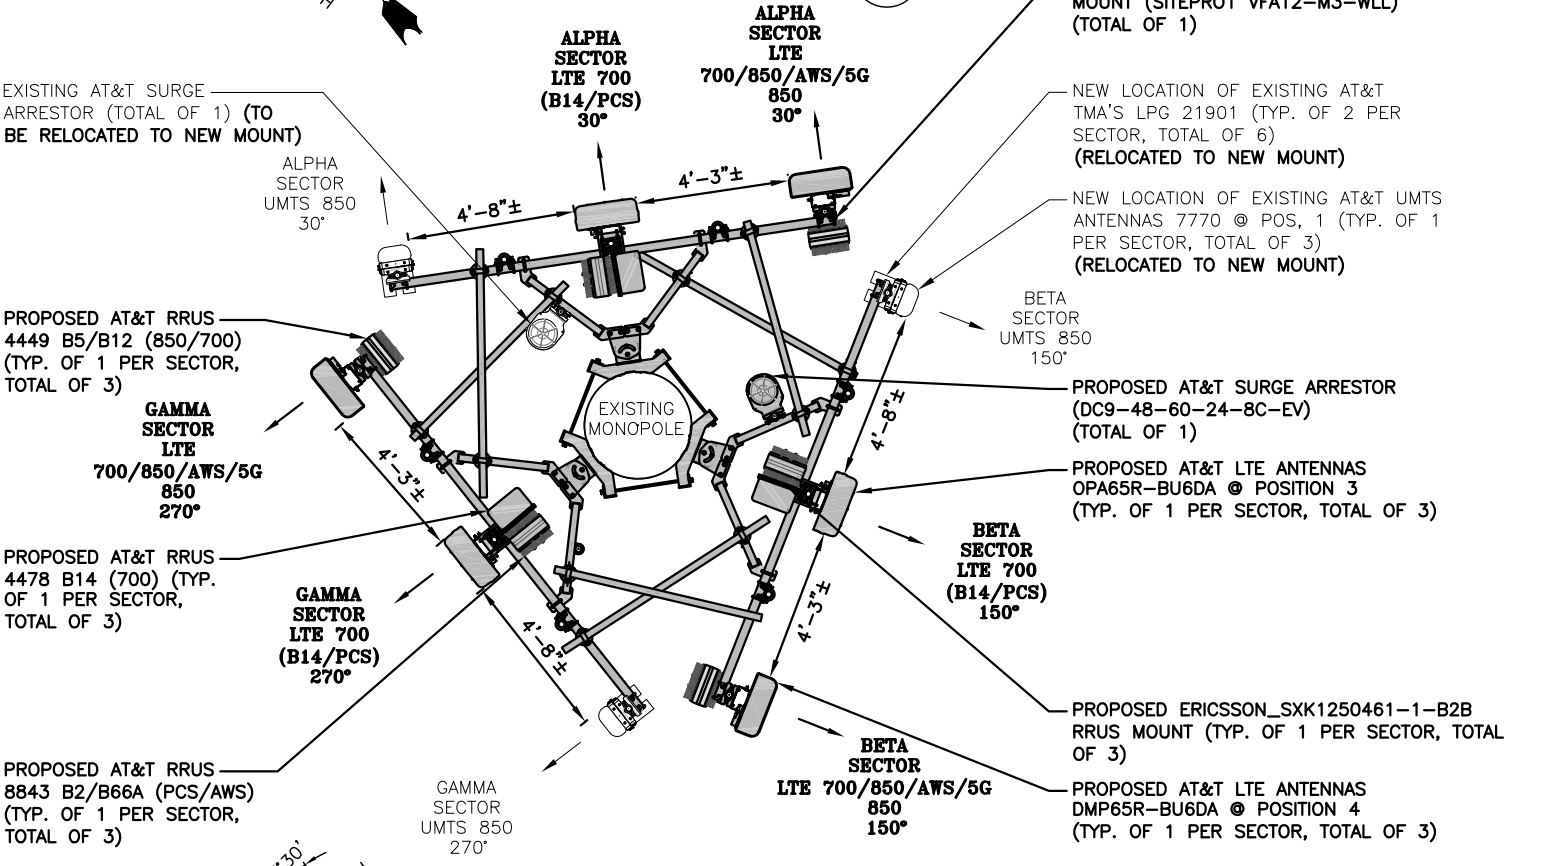 MOUNT (SITEPRO1 VFA12-M3-WLL)
(TOTAL OF 1)
ALPHA
SECTOR
LTE
700/850/AWS/5G
850
30°
ALPHA
SECTOR
LTE 700
(B14/PCS)
30°
EXISTING AT&T SURGE
ARRESTOR (TOTAL OF 1) (TO
BE RELOCATED TO NEW MOUNT)
ALPHA
SECTOR
UMTS 850
30°
4'-8"±
4'-3"±
NEW LOCATION OF EXISTING AT&T
TMA'S LPG 21901 (TYP. OF 2 PER
SECTOR, TOTAL OF 6)
(RELOCATED TO NEW MOUNT)
NEW LOCATION OF EXISTING AT&T UMTS
ANTENNAS 7770 @ POS, 1 (TYP. OF 1
PER SECTOR, TOTAL OF 3)
(RELOCATED TO NEW MOUNT)
BETA
SECTOR
UMTS 850
150°
PROPOSED AT&T RRUS
4449 B5/B12 (850/700)
(TYP. OF 1 PER SECTOR,
TOTAL OF 3)
GAMMA
SECTOR
LTE
700/850/AWS/5G
850
270°
4'-3"±
EXISTING
MONOPOLE
4'-8"±
PROPOSED AT&T SURGE ARRESTOR
(DC9-48-60-24-8C-EV)
(TOTAL OF 1)
PROPOSED AT&T LTE ANTENNAS
OPA65R-BU6DA @ POSITION 3
(TYP. OF 1 PER SECTOR, TOTAL OF 3)
BETA
SECTOR
LTE 700
(B14/PCS)
150°
PROPOSED AT&T RRUS
4478 B14 (700) (TYP.
OF 1 PER SECTOR,
TOTAL OF 3)
GAMMA
SECTOR
LTE 700
(B14/PCS)
270°
4'-8"±
4'-3"±
PROPOSED ERICSSON_SXK1250461-1-B2B
RRUS MOUNT (TYP. OF 1 PER SECTOR, TOTAL
OF 3)
BETA
SECTOR
LTE 700/850/AWS/5G
850
150°
PROPOSED AT&T RRUS
8843 B2/B66A (PCS/AWS)
(TYP. OF 1 PER SECTOR,
TOTAL OF 3)
GAMMA
SECTOR
UMTS 850
270°
PROPOSED AT&T LTE ANTENNAS
DMP65R-BU6DA @ POSITION 4
(TYP. OF 1 PER SECTOR, TOTAL OF 3)